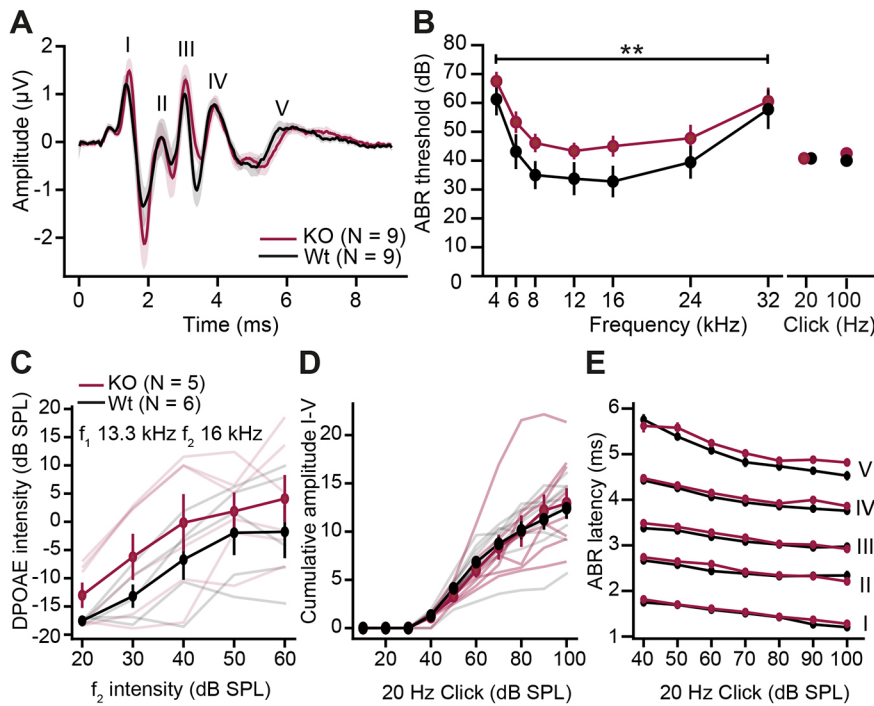 A
I
II
III
IV
V
2
1
0
-1
-2
Amplitude (µV)
KO (N = 9)
Wt (N = 9)
0 2 4 6 8
Time (ms)
B
**
80
70
60
50
40
30
20
10
0
ABR threshold (dB)
4 6 8 12 16 24 32 20 100
Frequency (kHz) Click (Hz)
C
KO (N = 5)
Wt (N = 6)
f₁ 13.3 kHz f₂ 16 kHz
20
15
10
5
0
-5
-10
-15
-20
DPOAE intensity (dB SPL)
20 30 40 50 60
f₂ intensity (dB SPL)
D
20
15
10
5
0
Cumulative amplitude I-V
20 40 60 80 100
20 Hz Click (dB SPL)
E
6
5
4
3
2
1
ABR latency (ms)
V
IV
III
II
I
40 50 60 70 80 90 100
20 Hz Click (dB SPL)